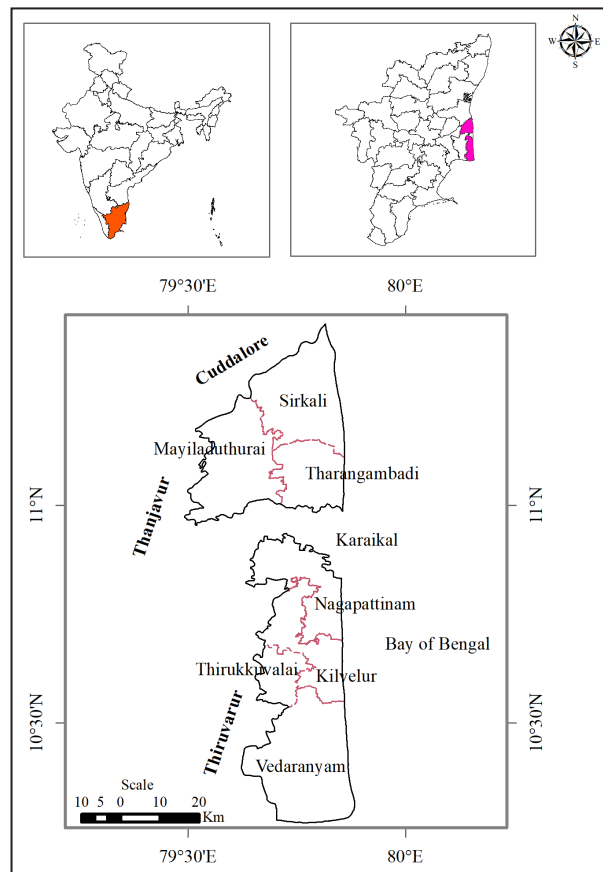 N
W E
S
79°30'E 80°E
Cuddalore
Sirkali
Mayiladuthurai
Tharangambadi
11°N 11°N
Thanjavur
Karaikal
Nagapattinam
Bay of Bengal
Thirukkuvalai
Kilvelur
10°30'N 10°30'N
Thiruvarur
Vedaranyam
Scale
10 5 0 10 20
Km
79°30'E 80°E